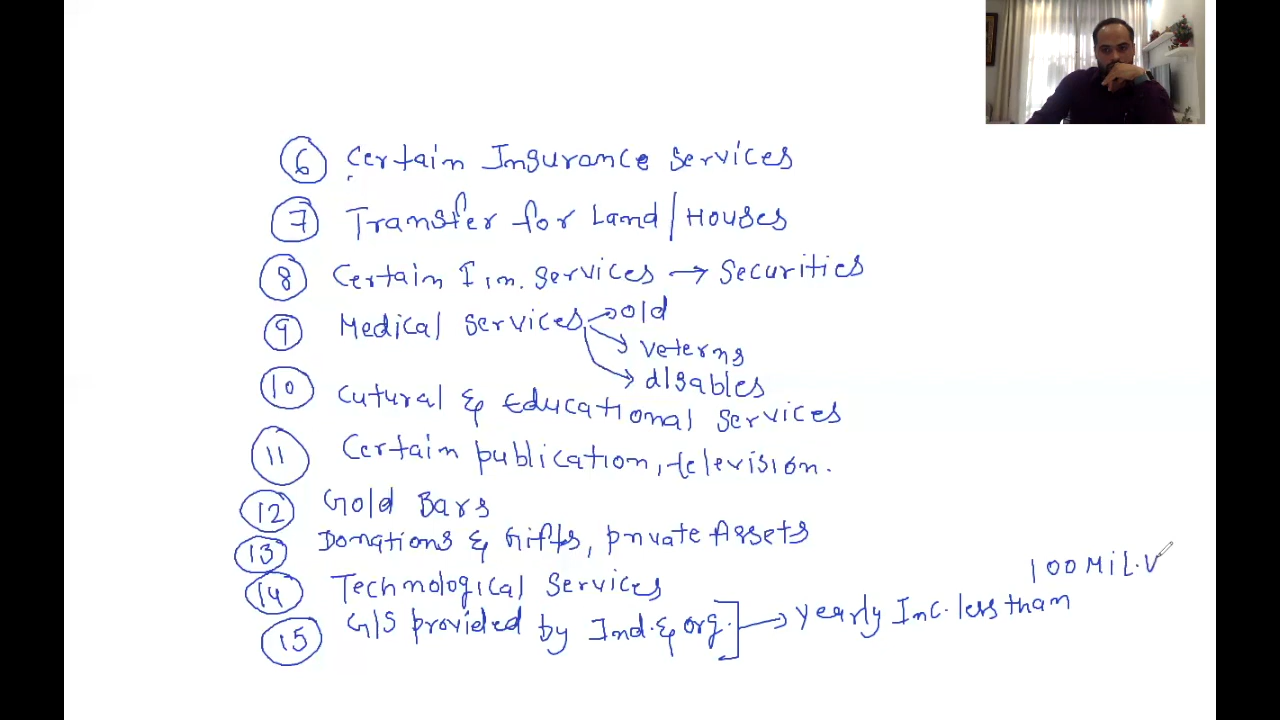 6 Certain Insurance services
7 Transfer for Land/Houses
8 Certain Fin. services → Securities
9 Medical services → old
→ veterns
→ disables
10 Cutural & Educational services
11 Certain publication, television.
12 Gold Bars
13 Donations & Gifts, private Assets
14 Technological Services
15 G/S provided by Ind. & org. → yearly Inc. less than
100 Mil. V